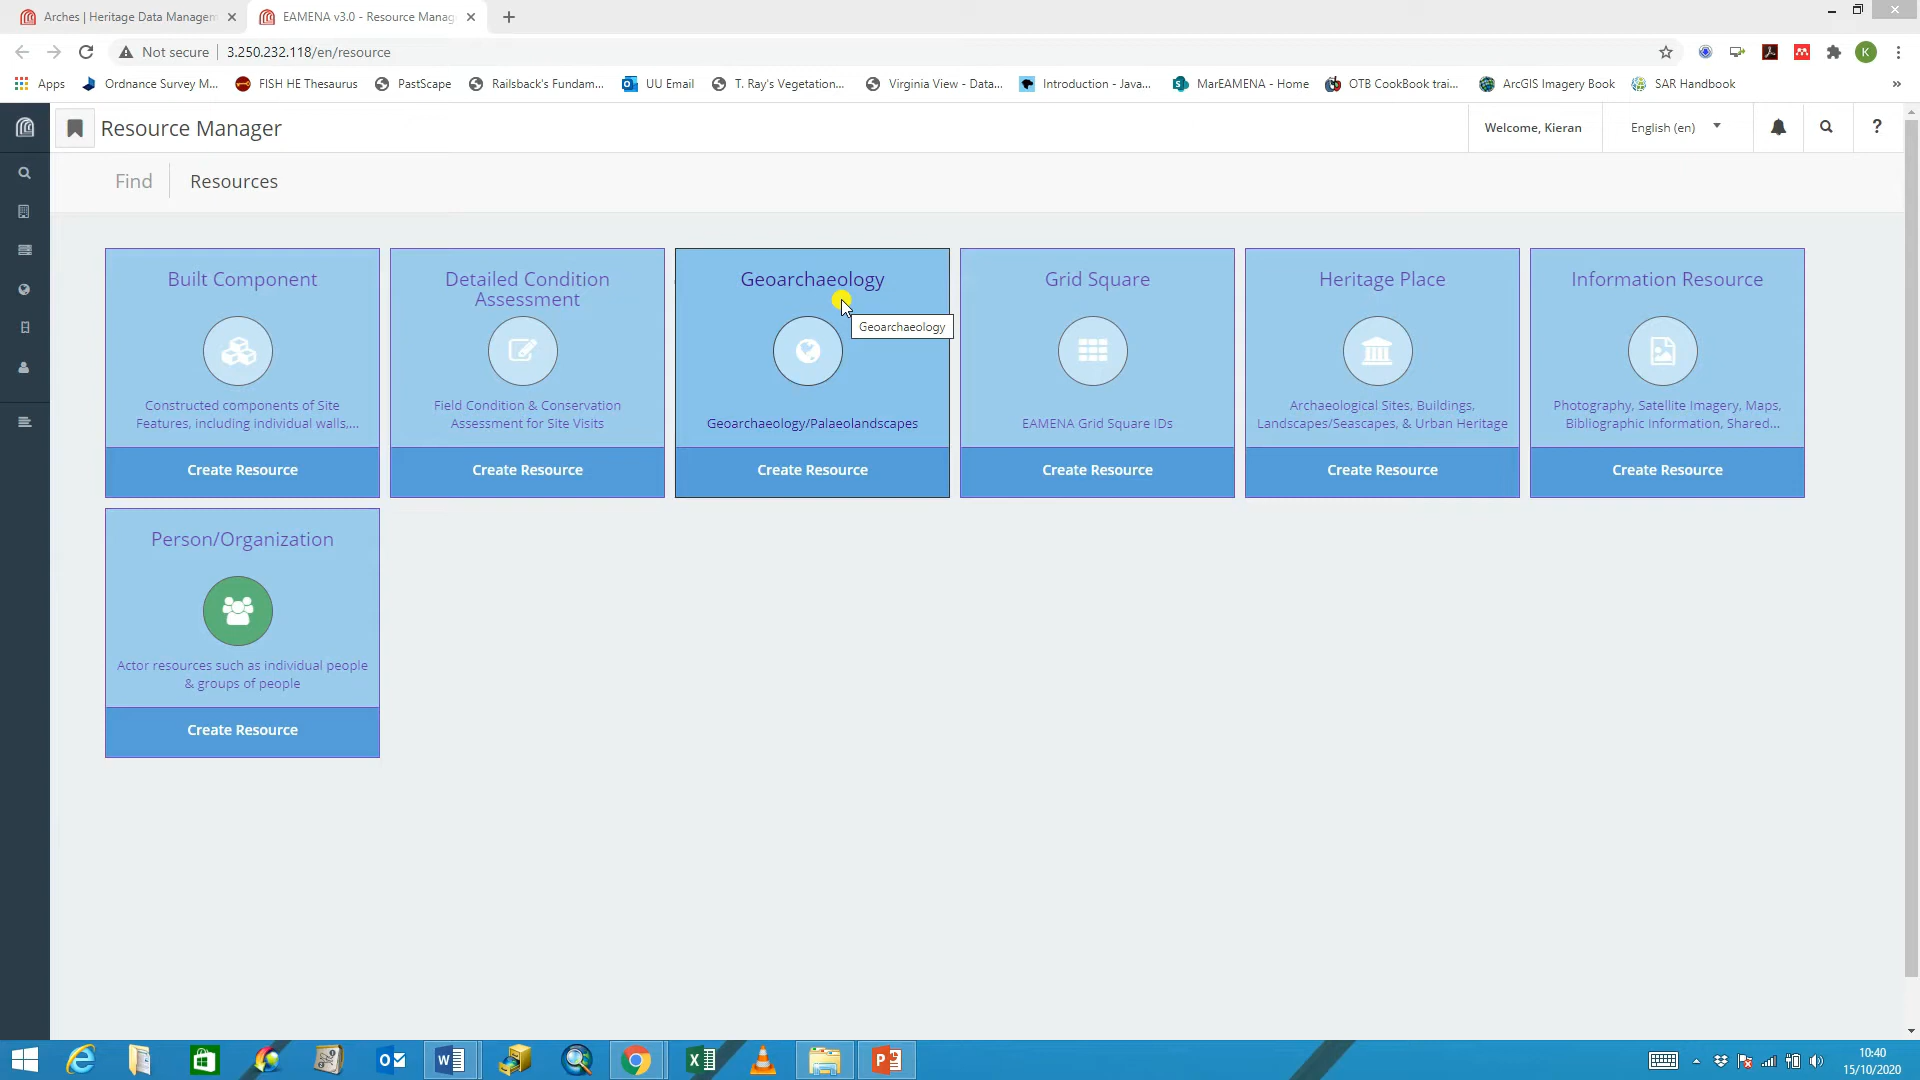 Arches | Heritage Data Managem
EAMENA v3.0 - Resource Manag
Not secure
3.250.232.118/en/resource
K
Apps
Ordnance Survey M...
FISH HE Thesaurus
PastScape
Railsback's Fundam...
UU Email
T. Ray's Vegetation...
Virginia View - Data...
Introduction - Java...
MarEAMENA - Home
OTB CookBook trai...
ArcGIS Imagery Book
SAR Handbook
»
Resource Manager
Welcome, Kieran
English (en)
?
Find
Resources
Built Component
Constructed components of Site
Features, including individual walls,...
Create Resource
Detailed Condition
Assessment
Field Condition & Conservation
Assessment for Site Visits
Create Resource
Geoarchaeology
Geoarchaeology
Geoarchaeology/Palaeolandscapes
Create Resource
Grid Square
EAMENA Grid Square IDs
Create Resource
Heritage Place
Archaeological Sites, Buildings,
Landscapes/Seascapes, & Urban Heritage
Create Resource
Information Resource
Photography, Satellite Imagery, Maps,
Bibliographic Information, Shared...
Create Resource
Person/Organization
Actor resources such as individual people
& groups of people
Create Resource
10:40
15/10/2020